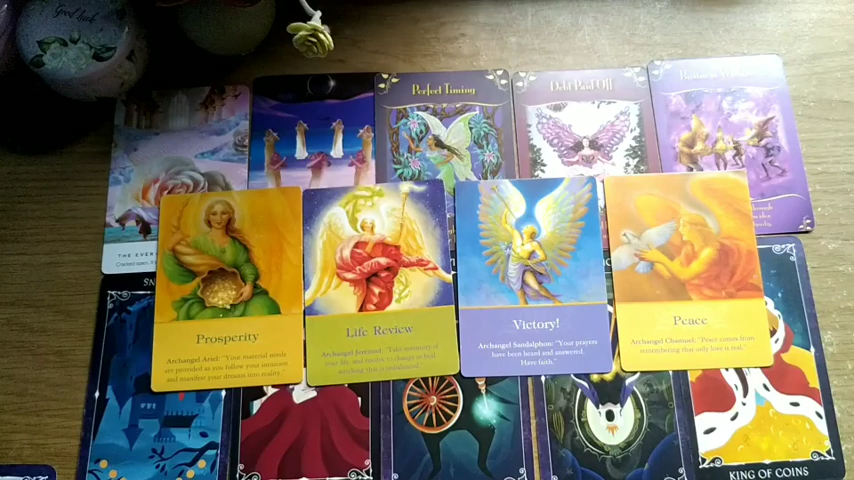 Good luck
Perfect Timing
Debt Paid Off
THE EVER
Prosperity
Archangel Ariel: "Your material needs
are provided as you follow your intuition
and manifest your dreams into reality."
Life Review
Archangel Jeremiel: "Take inventory of
your life, and resolve to change or heal
anything that is unbalanced."
Victory!
Archangel Sandalphon: "Your prayers
have been heard and answered.
Have faith."
Peace
Archangel Chamuel: "Peace comes from
remembering that only love is real."
KING OF COINS